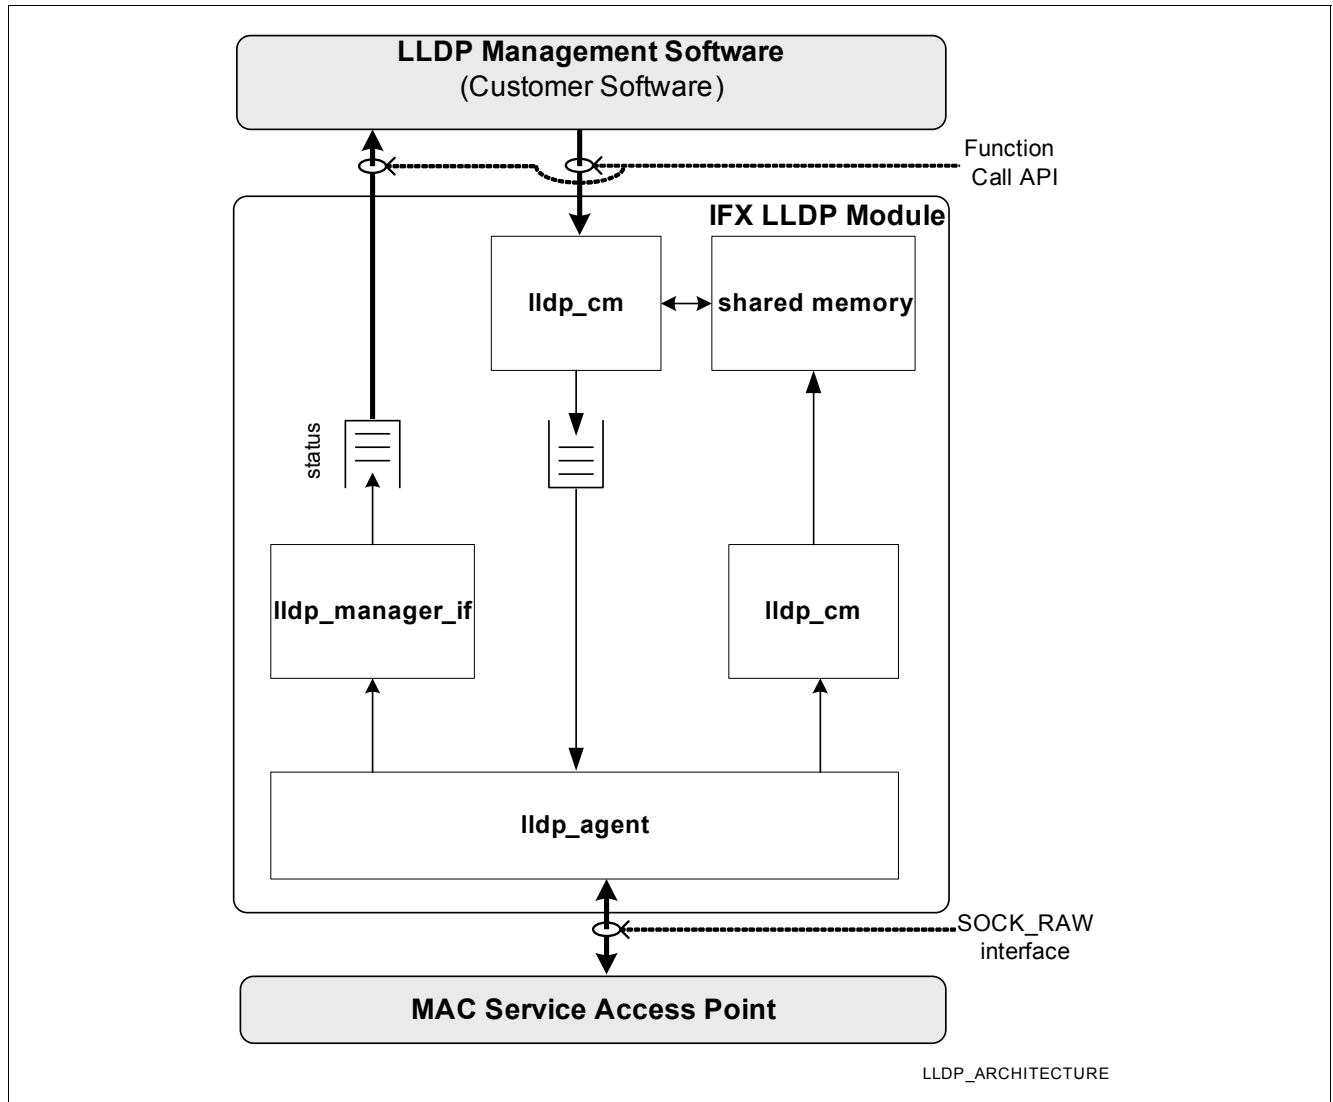 LLDP Management Software
(Customer Software)
Function
Call API
IFX LLDP Module
lldp_cm
shared memory
status
lldp_manager_if
lldp_cm
lldp_agent
SOCK_RAW
interface
MAC Service Access Point
LLDP_ARCHITECTURE